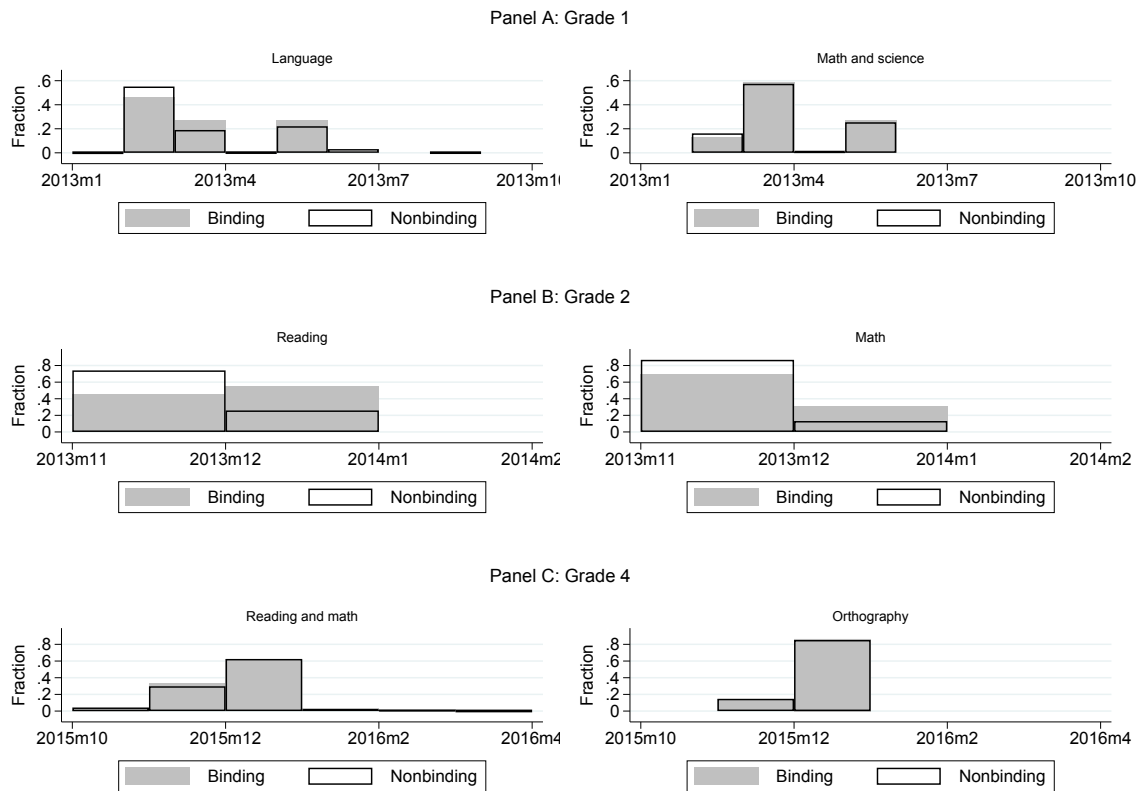 Panel A: Grade 1
Language
Fraction
.6
.4
.2
0
2013m1 2013m4 2013m7 2013m10
Binding Nonbinding
Math and science
Fraction
.6
.4
.2
0
2013m1 2013m4 2013m7 2013m10
Binding Nonbinding
Panel B: Grade 2
Reading
Fraction
.8
.6
.4
.2
0
2013m11 2013m12 2014m1 2014m2
Binding Nonbinding
Math
Fraction
.8
.6
.4
.2
0
2013m11 2013m12 2014m1 2014m2
Binding Nonbinding
Panel C: Grade 4
Reading and math
Fraction
.8
.6
.4
.2
0
2015m10 2015m12 2016m2 2016m4
Binding Nonbinding
Orthography
Fraction
.8
.6
.4
.2
0
2015m10 2015m12 2016m2 2016m4
Binding Nonbinding